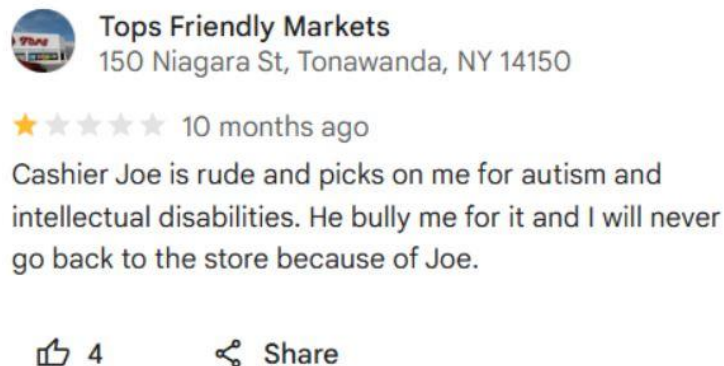 Tops Friendly Markets
150 Niagara St, Tonawanda, NY 14150
10 months ago
Cashier Joe is rude and picks on me for autism and
intellectual disabilities. He bully me for it and I will never
go back to the store because of Joe.
4 Share